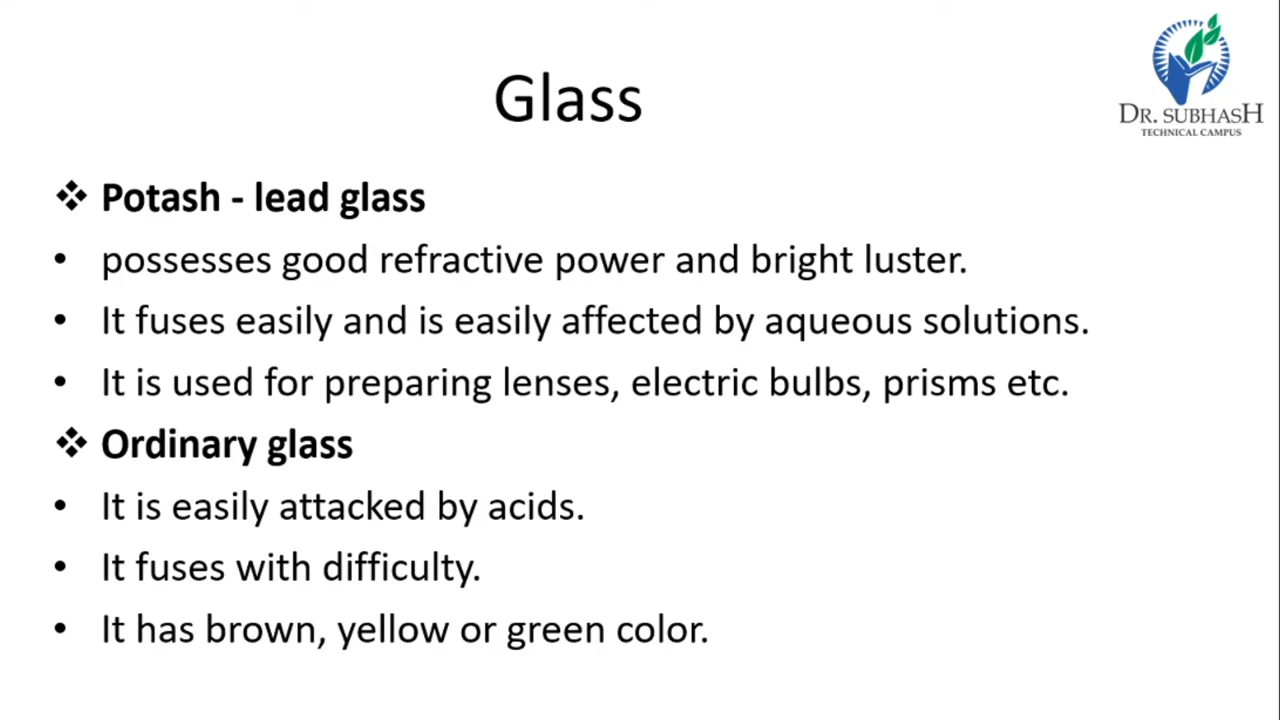 DR. SUBHASH
TECHNICAL CAMPUS
Glass
❖ Potash - lead glass
• possesses good refractive power and bright luster.
• It fuses easily and is easily affected by aqueous solutions.
• It is used for preparing lenses, electric bulbs, prisms etc.
❖ Ordinary glass
• It is easily attacked by acids.
• It fuses with difficulty.
• It has brown, yellow or green color.